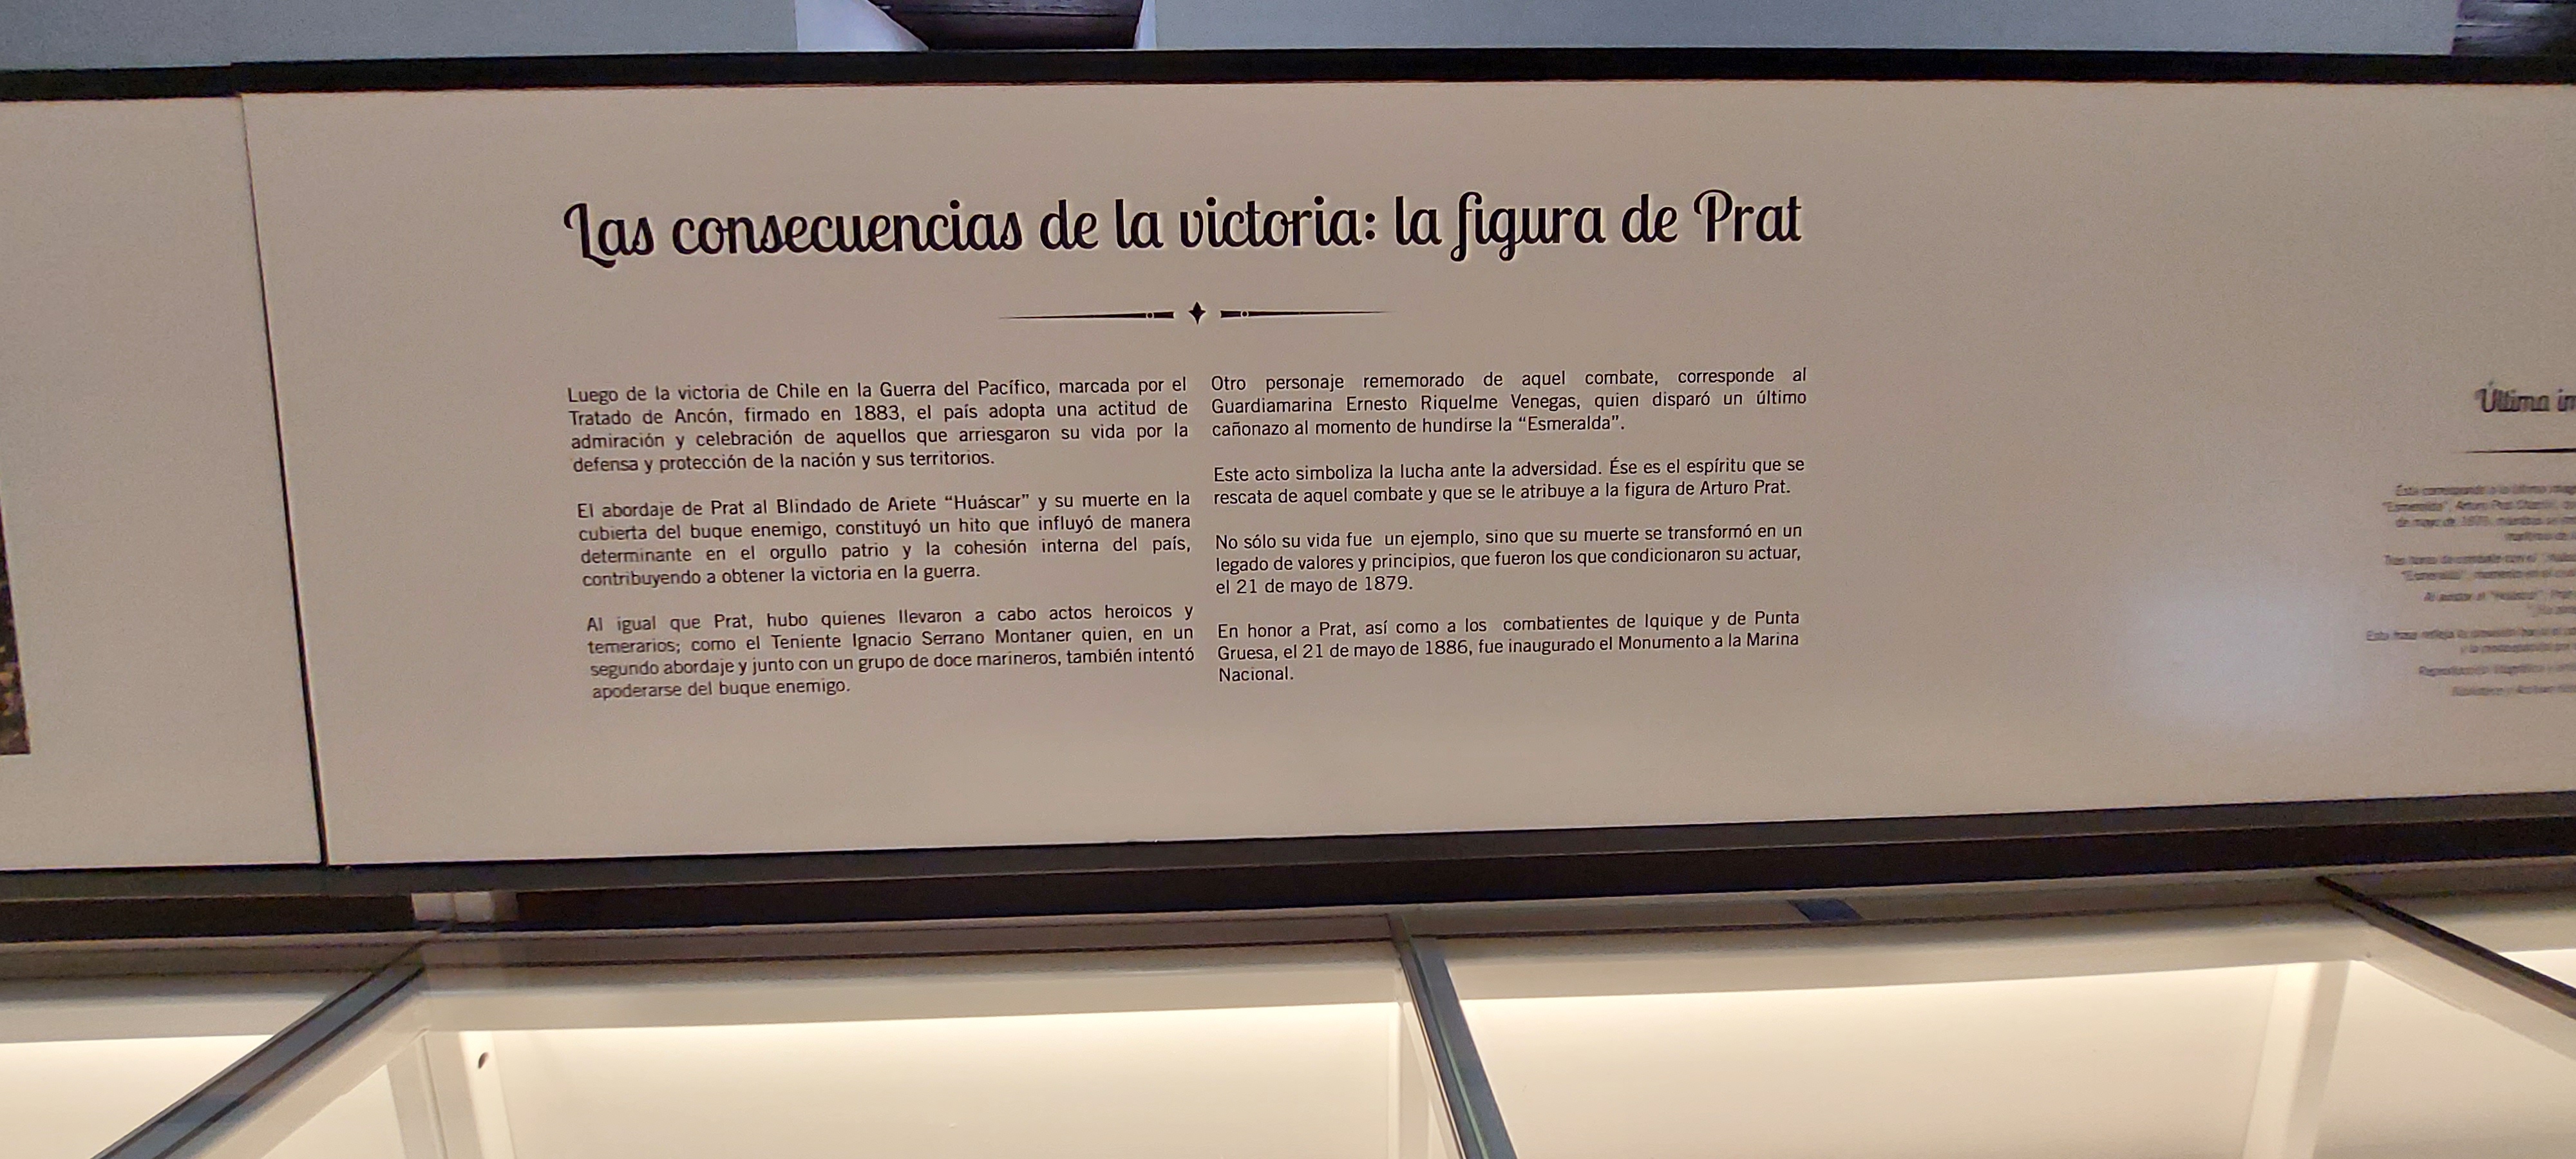 Las consecuencias de la victoria: la figura de Prat
Luego de la victoria de Chile en la Guerra del Pacífico, marcada por el
Tratado de Ancón, firmado en 1883, el país adopta una actitud de
admiración y celebración de aquellos que arriesgaron su vida por la
defensa y protección de la nación y sus territorios.
El abordaje de Prat al Blindado de Ariete “Huáscar” y su muerte en la
cubierta del buque enemigo, constituyó un hito que influyó de manera
determinante en el orgullo patrio y la cohesión interna del país,
contribuyendo a obtener la victoria en la guerra.
Al igual que Prat, hubo quienes llevaron a cabo actos heroicos y
temerarios; como el Teniente Ignacio Serrano Montaner quien, en un
segundo abordaje y junto con un grupo de doce marineros, también intentó
apoderarse del buque enemigo.
Otro personaje rememorado de aquel combate, corresponde al
Guardiamarina Ernesto Riquelme Venegas, quien disparó un último
cañonazo al momento de hundirse la “Esmeralda”.
Este acto simboliza la lucha ante la adversidad. Ése es el espíritu que se
rescata de aquel combate y que se le atribuye a la figura de Arturo Prat.
No sólo su vida fue un ejemplo, sino que su muerte se transformó en un
legado de valores y principios, que fueron los que condicionaron su actuar,
el 21 de mayo de 1879.
En honor a Prat, así como a los combatientes de Iquique y de Punta
Gruesa, el 21 de mayo de 1886, fue inaugurado el Monumento a la Marina
Nacional.
Última